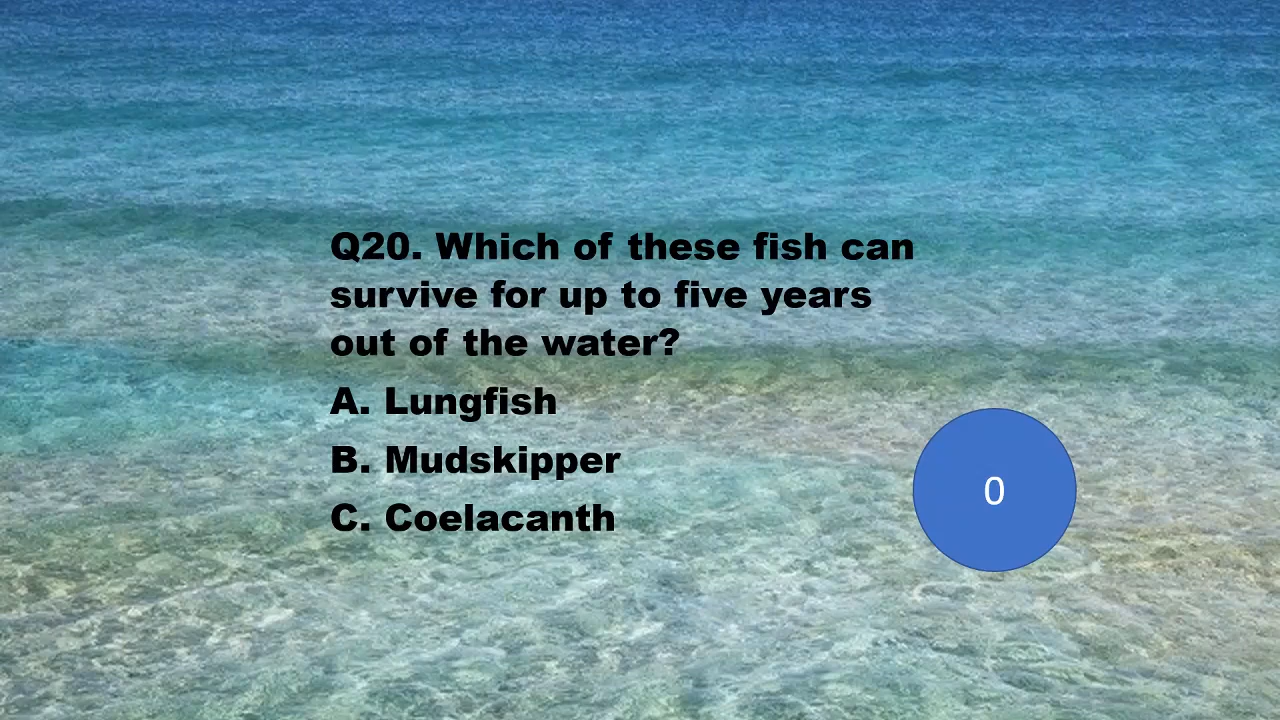 Q20. Which of these fish can
survive for up to five years
out of the water?
A. Lungfish
B. Mudskipper
C. Coelacanth
0